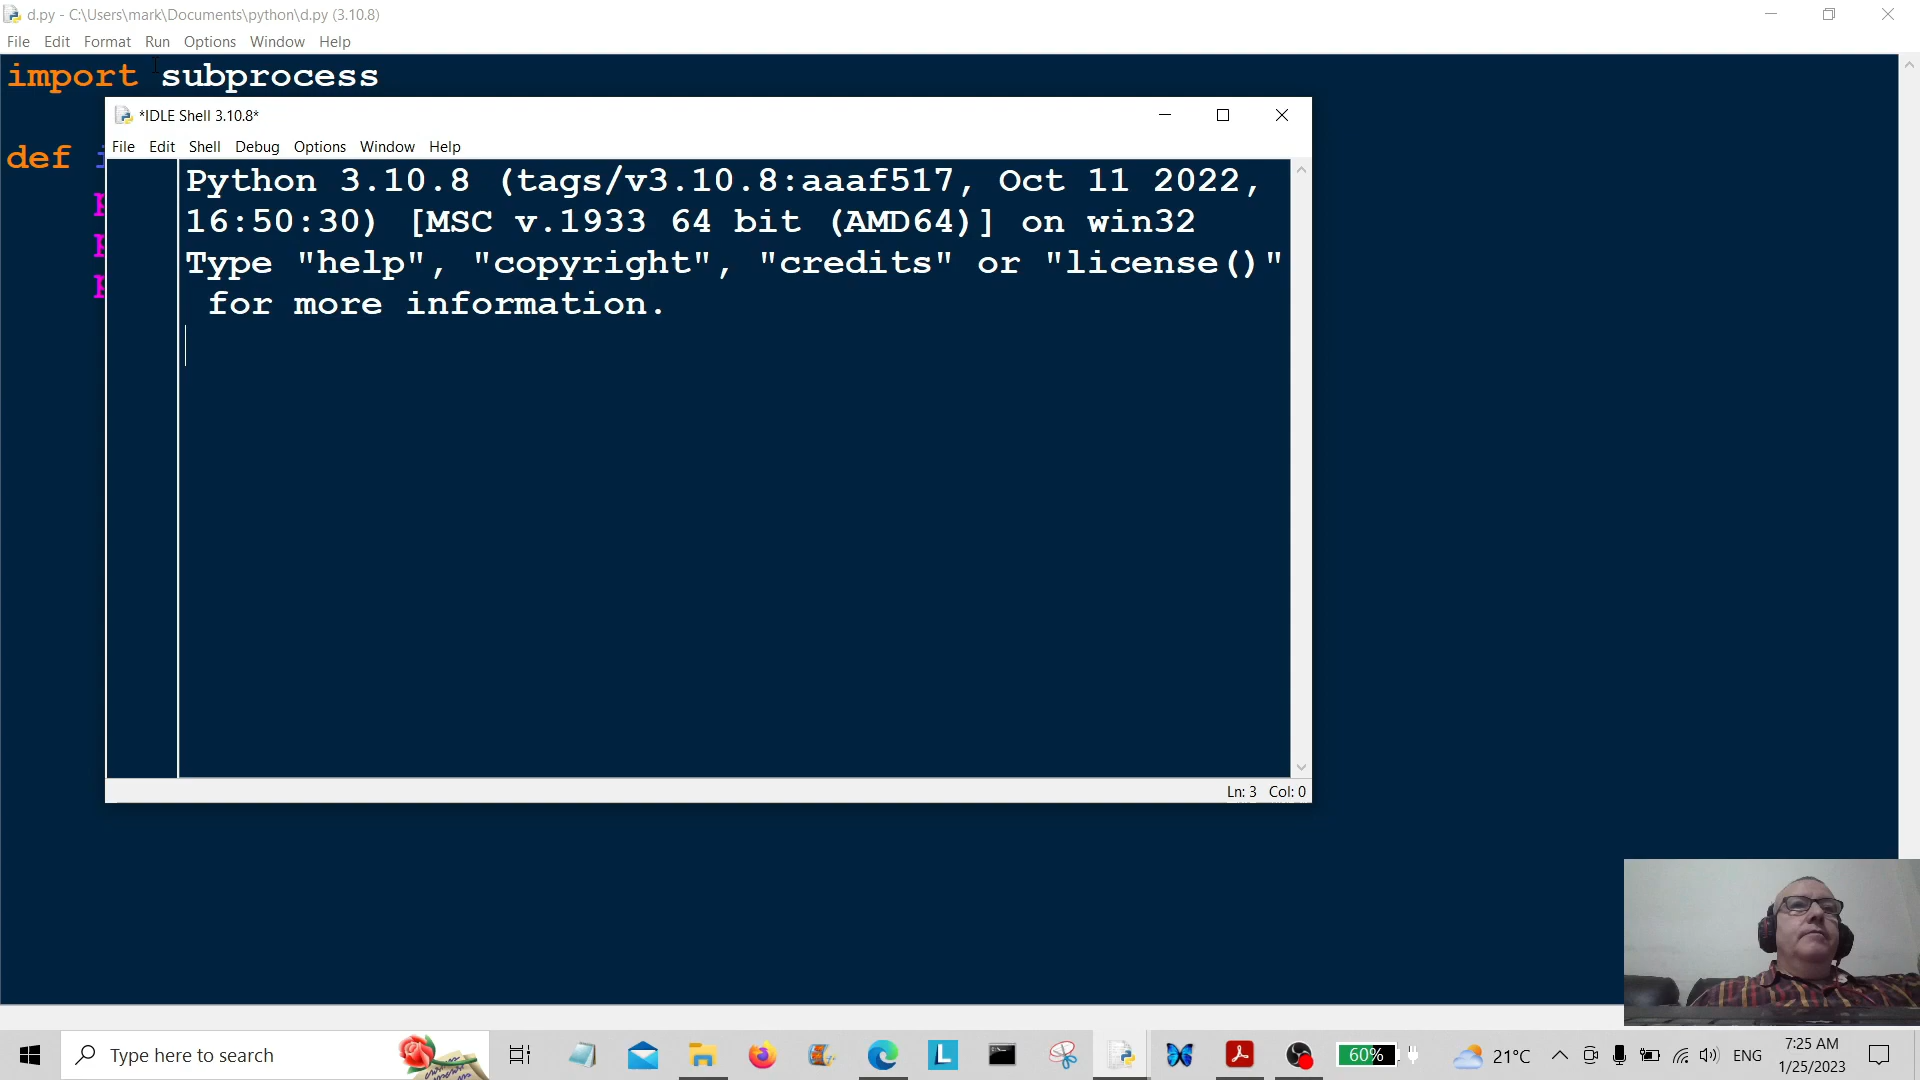 d.py - C:\Users\mark\Documents\python\d.py (3.10.8)
File Edit Format Run Options Window Help
import subprocess
def
*IDLE Shell 3.10.8*
File Edit Shell Debug Options Window Help
Python 3.10.8 (tags/v3.10.8:aaaf517, Oct 11 2022,
16:50:30) [MSC v.1933 64 bit (AMD64)] on win32
Type "help", "copyright", "credits" or "license()"
for more information.
Ln: 3 Col: 0
Type here to search
L
60%
21°C
ENG
7:25 AM
1/25/2023